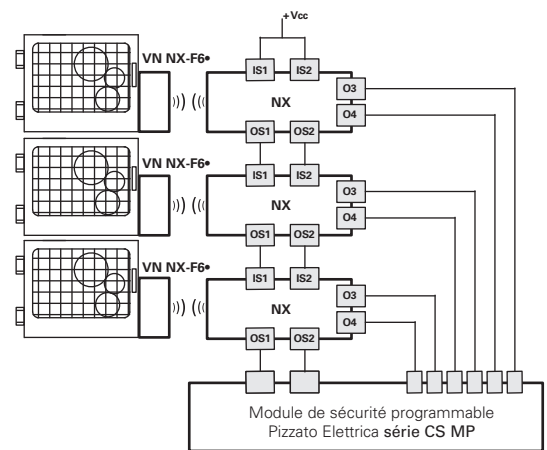 +Vcc
VN NX-F6•
IS1 IS2
NX
O3
O4
OS1 OS2
VN NX-F6•
IS1 IS2
NX
O3
O4
OS1 OS2
VN NX-F6•
IS1 IS2
NX
O3
O4
OS1 OS2
Module de sécurité programmable
Pizzato Elettrica série CS MP